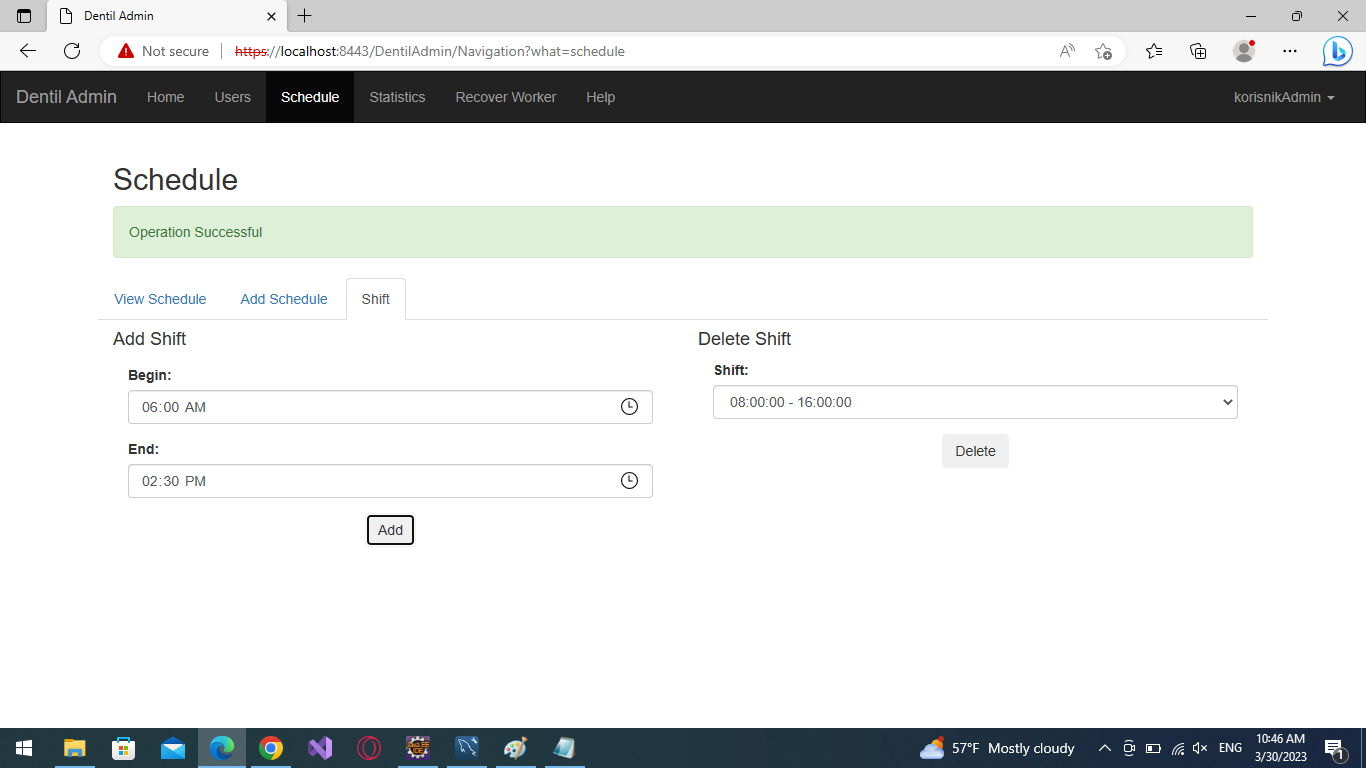 Dentil Admin
Not secure | https://localhost:8443/DentilAdmin/Navigation?what=schedule
Dentil Admin Home Users Schedule Statistics Recover Worker Help korisnikAdmin
Schedule
Operation Successful
View Schedule Add Schedule Shift
Add Shift
Begin:
06:00 AM
End:
02:30 PM
Add
Delete Shift
Shift:
08:00:00 - 16:00:00
Delete
57°F Mostly cloudy ENG 10:46 AM
3/30/2023
1